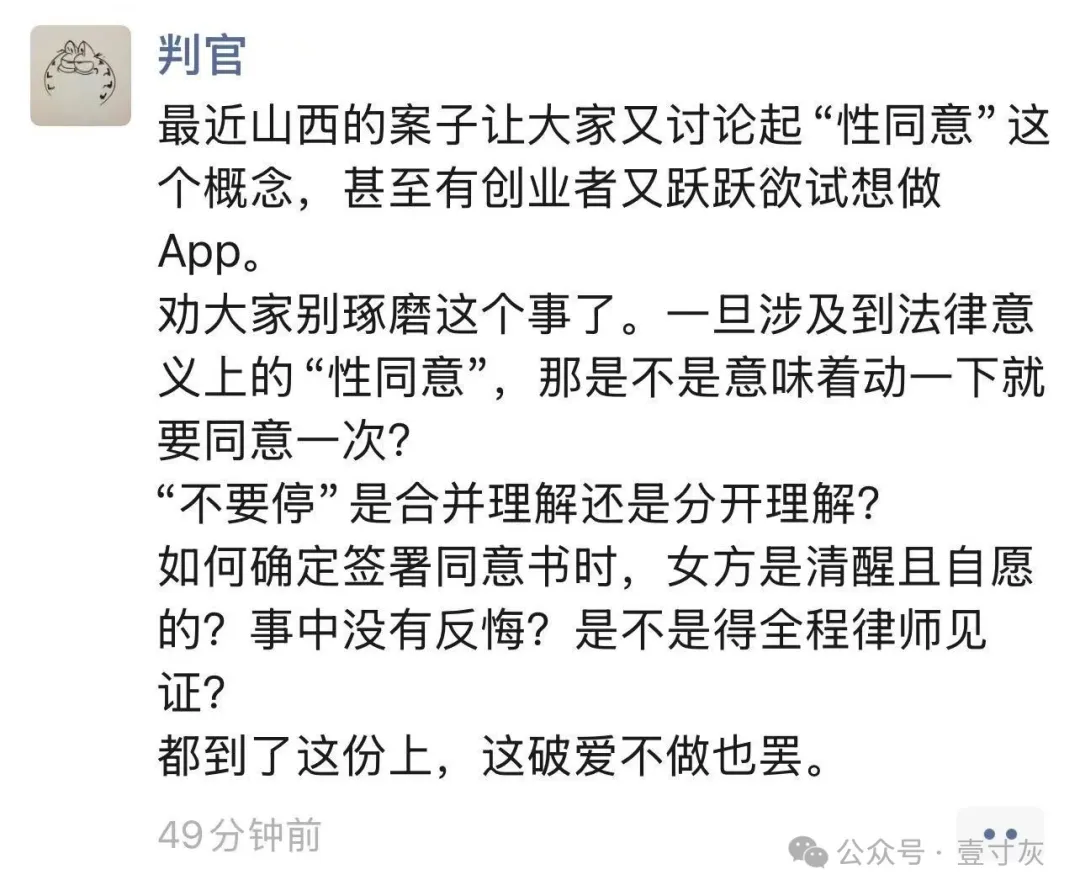 判官
最近山西的案子让大家又讨论起“性同意”这
个概念，甚至有创业者又跃跃欲试想做
App。
劝大家别琢磨这个事了。一旦涉及到法律意
义上的“性同意”，那是不是意味着动一下就
要同意一次？
“不要停”是合并理解还是分开理解？
如何确定签署同意书时，女方是清醒且自愿
的？事中没有反悔？是不是得全程律师见
证？
都到了这份上，这破爱不做也罢。
49分钟前
公众号 · 壹寸灰